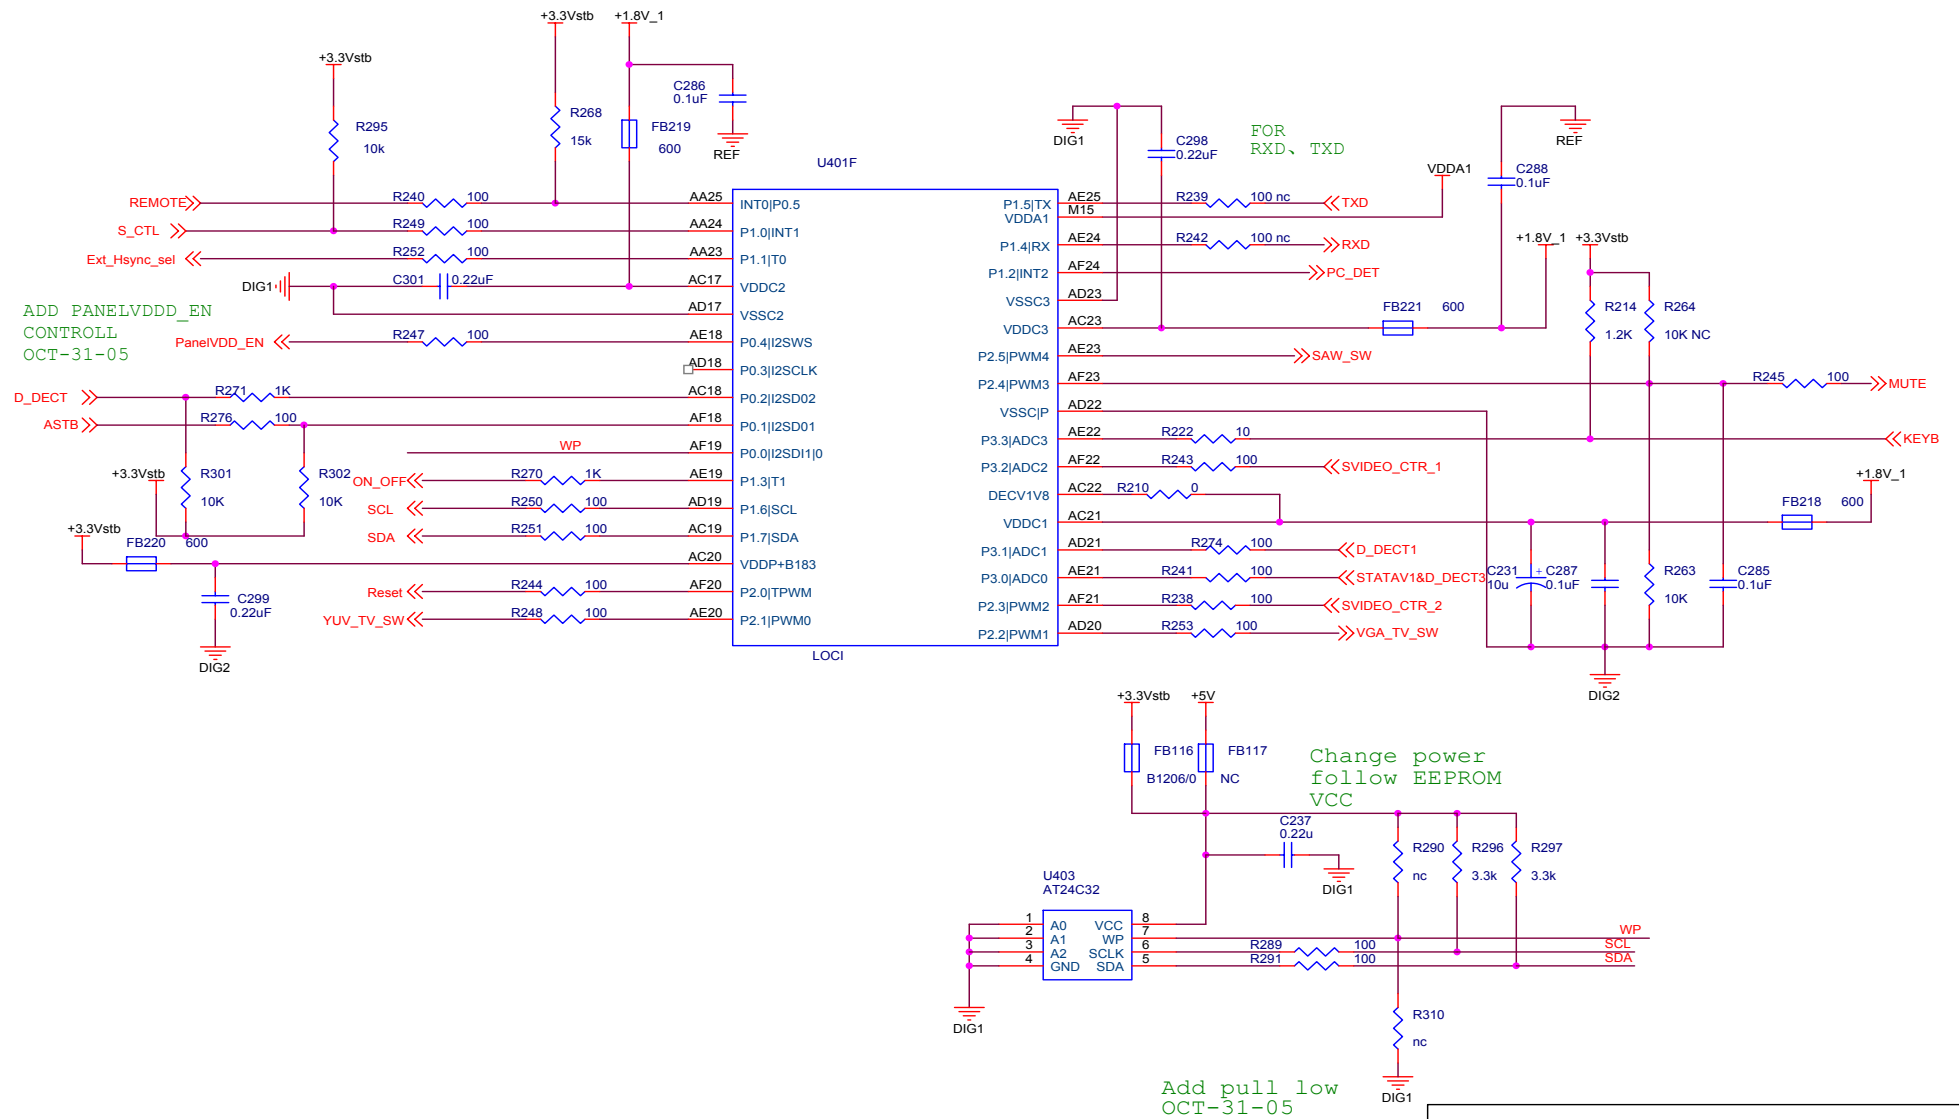 +3.3Vstb
+1.8V_1
+3.3Vstb
C286
0.1uF
REF
R268
15k
FB219
600
R295
10k
U401F
REMOTE
R240
100
AA25
INT0|P0.5
S_CTL
R249
100
AA24
P1.0|INT1
Ext_Hsync_sel
R252
100
AA23
P1.1|T0
DIG1
C301
0.22uF
AC17
VDDC2
AD17
VSSC2
ADD PANELVDDD_EN
CONTROLL
OCT-31-05
PanelVDD_EN
R247
100
AE18
P0.4|I2SWS
AD18
P0.3|I2SCLK
D_DECT
R271
1K
AC18
P0.2|I2SD02
ASTB
R276
100
AF18
P0.1|I2SD01
WP
AF19
P0.0|I2SDI1|0
+3.3Vstb
R301
10K
R302
10K
ON_OFF
R270
1K
AE19
P1.3|T1
SCL
R250
100
AD19
P1.6|SCL
SDA
R251
100
AC19
P1.7|SDA
+3.3Vstb
FB220
600
AC20
VDDP+B183
C299
0.22uF
DIG2
Reset
R244
100
AF20
P2.0|TPWM
YUV_TV_SW
R248
100
AE20
P2.1|PWM0
LOCI
DIG1
C298
0.22uF
FOR
RXD、TXD
VDDA1
REF
C288
0.1uF
P1.5|TX
AE25
R239
100 nc
TXD
VDDA1
M15
P1.4|RX
AE24
R242
100 nc
RXD
P1.2|INT2
AF24
PC_DET
VSSC3
AD23
+1.8V_1
+3.3Vstb
VDDC3
AC23
FB221
600
R214
1.2K
R264
10K NC
P2.5|PWM4
AE23
SAW_SW
P2.4|PWM3
AF23
R245
100
MUTE
VSSC|P
AD22
P3.3|ADC3
AE22
R222
10
KEYB
P3.2|ADC2
AF22
R243
100
SVIDEO_CTR_1
DECV1V8
AC22
R210
0
+1.8V_1
FB218
600
VDDC1
AC21
P3.1|ADC1
AD21
R274
100
D_DECT1
P3.0|ADC0
AE21
R241
100
STATAV1&D_DECT3
C231
10u
+
C287
0.1uF
R263
10K
C285
0.1uF
P2.3|PWM2
AF21
R238
100
SVIDEO_CTR_2
P2.2|PWM1
AD20
R253
100
VGA_TV_SW
DIG2
+3.3Vstb
+5V
FB116
B1206/0
FB117
NC
Change power
follow EEPROM
VCC
C237
0.22u
DIG1
R290
nc
R296
3.3k
R297
3.3k
U403
AT24C32
1
A0
VCC
8
2
A1
WP
7
WP
3
A2
SCLK
6
R289
100
SCL
4
GND
SDA
5
R291
100
SDA
DIG1
R310
nc
DIG1
Add pull low
OCT-31-05